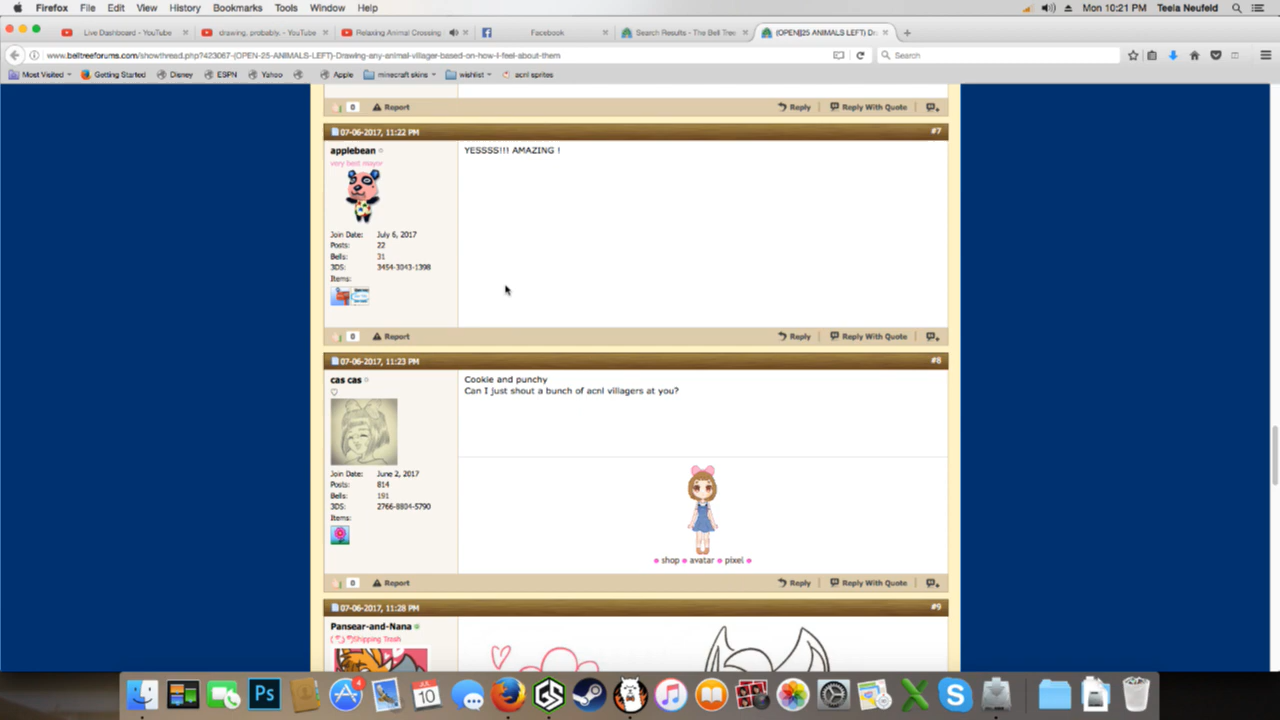 Firefox File Edit View History Bookmarks Tools Window Help Mon 10:21 PM Teela Neufeld
Live Dashboard - YouTube drawing, probably. - YouTube Relaxing Animal Crossing Facebook Search Results - The Bell Tre (OPEN][25 ANIMALS LEFT) Dr
www.belltreeforums.com/showthread.php?423067-(OPEN-25-ANIMALS-LEFT)-Drawing-any-animal-villager-based-on-how-I-feel-about-them Search
Most Visited Getting Started Disney ESPN Yahoo Apple minecraft skins wishlist acnl sprites
0 Report Reply Reply With Quote
07-06-2017, 11:22 PM #7
applebean YESSSS!!! AMAZING !
very best mayor
Join Date: July 6, 2017
Posts: 22
Bells: 31
3DS: 3454-3043-1398
Items:
0 Report Reply Reply With Quote
07-06-2017, 11:23 PM #8
cas cas Cookie and punchy
Can I just shout a bunch of acnl villagers at you?
Join Date: June 2, 2017
Posts: 814
Bells: 191
3DS: 2766-8804-5790
Items:
shop avatar pixel
0 Report Reply Reply With Quote
07-06-2017, 11:28 PM #9
Pansear-and-Nana
Shipping Trash
4 JUL 10 Ps